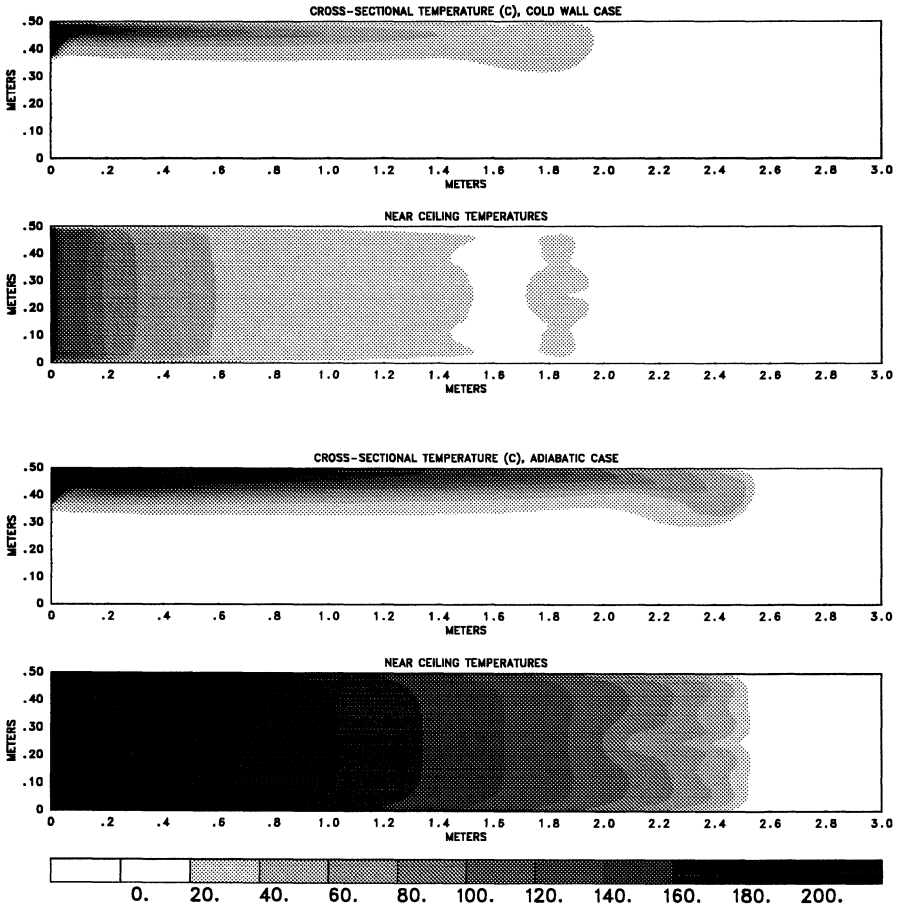 CROSS-SECTIONAL TEMPERATURE (C), COLD WALL CASE
.50
.40
.30
.20
.10
0
METERS
0 .2 .4 .6 .8 1.0 1.2 1.4 1.6 1.8 2.0 2.2 2.4 2.6 2.8 3.0
METERS
NEAR CEILING TEMPERATURES
.50
.40
.30
.20
.10
0
METERS
0 .2 .4 .6 .8 1.0 1.2 1.4 1.6 1.8 2.0 2.2 2.4 2.6 2.8 3.0
METERS
CROSS-SECTIONAL TEMPERATURE (C), ADIABATIC CASE
.50
.40
.30
.20
.10
0
METERS
0 .2 .4 .6 .8 1.0 1.2 1.4 1.6 1.8 2.0 2.2 2.4 2.6 2.8 3.0
METERS
NEAR CEILING TEMPERATURES
.50
.40
.30
.20
.10
0
METERS
0 .2 .4 .6 .8 1.0 1.2 1.4 1.6 1.8 2.0 2.2 2.4 2.6 2.8 3.0
METERS
0. 20. 40. 60. 80. 100. 120. 140. 160. 180. 200.